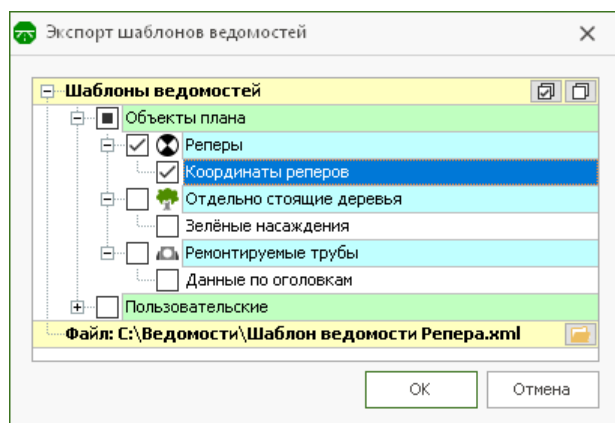 Экспорт шаблонов ведомостей
Шаблоны ведомостей
Объекты плана
Реперы
Координаты реперов
Отдельно стоящие деревья
Зелёные насаждения
Ремонтируемые трубы
Данные по оголовкам
Пользовательские
Файл: C:\Ведомости\Шаблон ведомости Репера.xml
ОК
Отмена